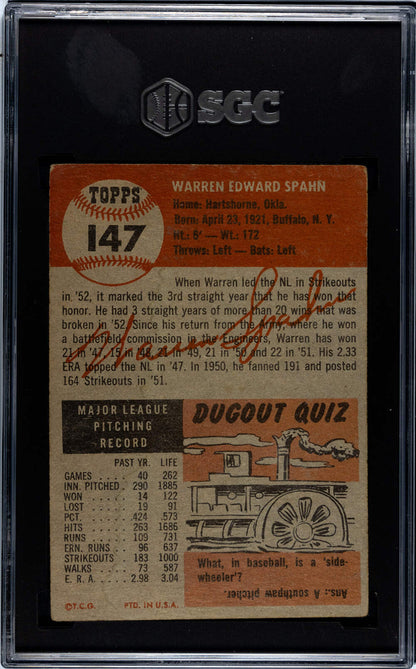 SGC
TOPPS
147
WARREN EDWARD SPAHN
Home: Hartshorne, Okla.
Born: April 23, 1921, Buffalo, N. Y.
Ht.: 6' — Wt.: 172
Throws: Left — Bats: Left
When Warren led the NL in Strikeouts
in '52, it marked the 3rd straight year that he has won that
honor. He had 3 straight years of more than 20 wins that was
broken in '52. Since his return from the Army, where he won
a battlefield commission in the Engineers, Warren has won
21 in '47, 15 in 48, 21 in 49, 21 in '50 and 22 in '51. His 2.33
ERA topped the NL in '47. In 1950, he fanned 191 and posted
164 Strikeouts in '51.
Warren Spahn
MAJOR LEAGUE
PITCHING
RECORD
PAST YR. LIFE
GAMES 40 262
INN. PITCHED 290 1885
WON 14 122
LOST 19 91
PCT. .424 .573
HITS 263 1686
RUNS 109 731
ERN. RUNS 96 637
STRIKEOUTS 183 1000
WALKS 73 587
E. R. A. 2.98 3.04
©T.C.G. PTD. IN U.S.A.
DUGOUT QUIZ
What, in baseball, is a 'side-
wheeler'?
Ans.: A southpaw pitcher.